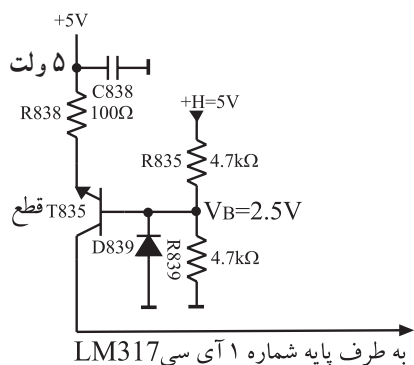 +5V
۵ ولت
C838
R838
100Ω
+H=5V
R835
4.7kΩ
قطع
T835
VB=2.5V
D839
R839
4.7kΩ
به طرف پایه شماره ۱ آی سی LM317